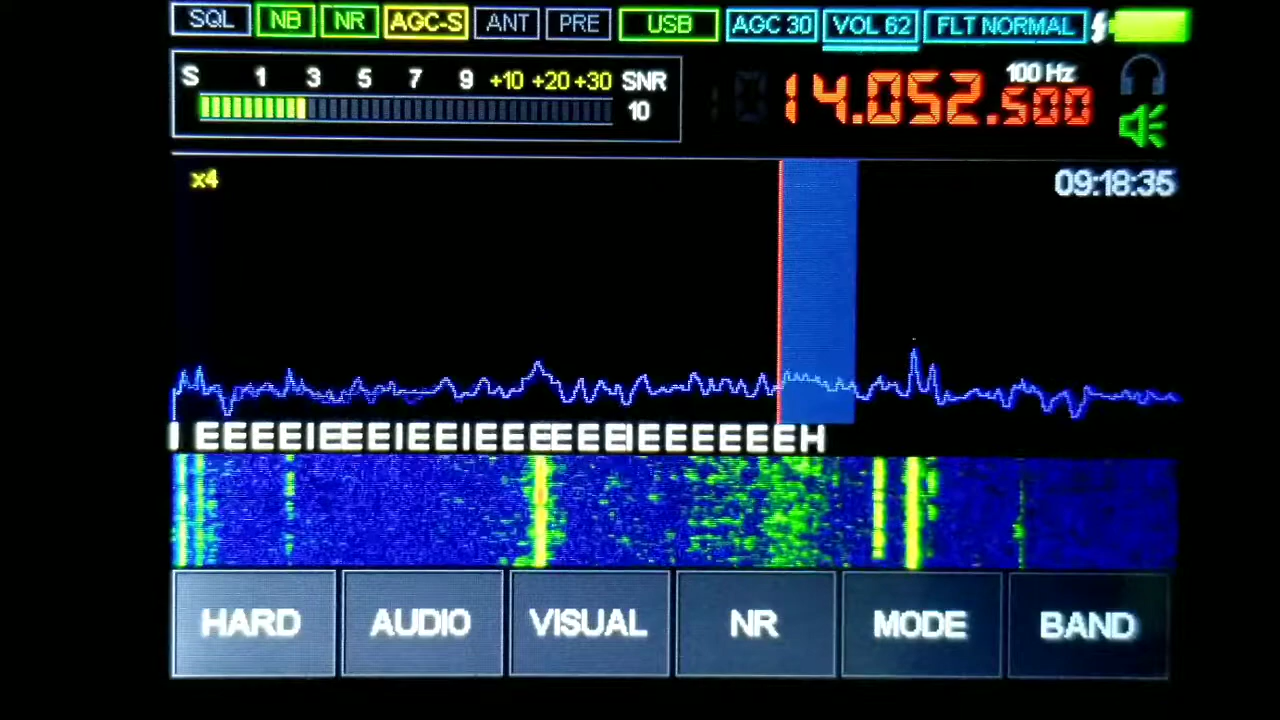 SQL NB NR AGC-S ANT PRE USB AGC 30 VOL 62 FLT NORMAL
S 1 3 5 7 9 +10 +20 +30 SNR
10
100 Hz
14.052.500
x4 09:18:35
I EEEEIEEEIEEIEEEEEEEIEEEEEEH
HARD AUDIO VISUAL NR MODE BAND